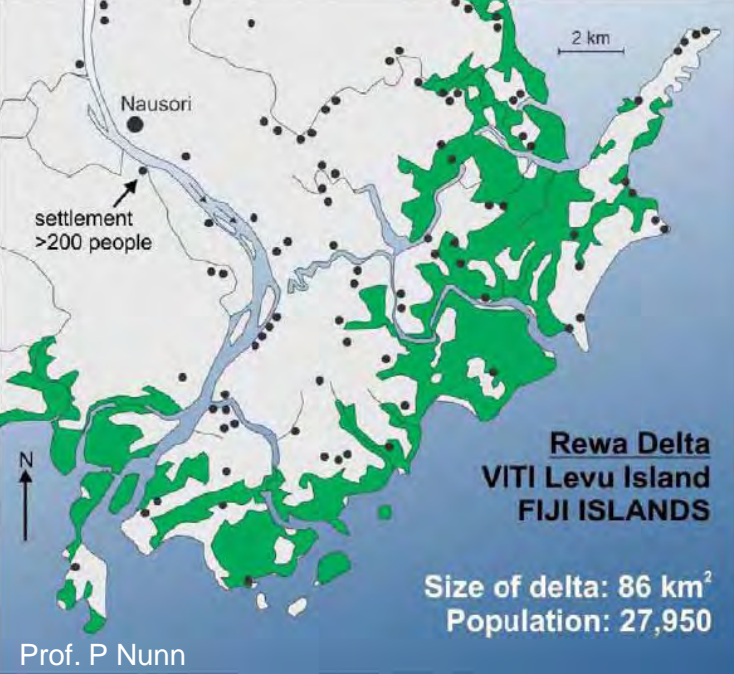 2 km
Nausori
settlement
>200 people
N
Rewa Delta
VITI Levu Island
FIJI ISLANDS
Size of delta: 86 km²
Population: 27,950
Prof. P Nunn